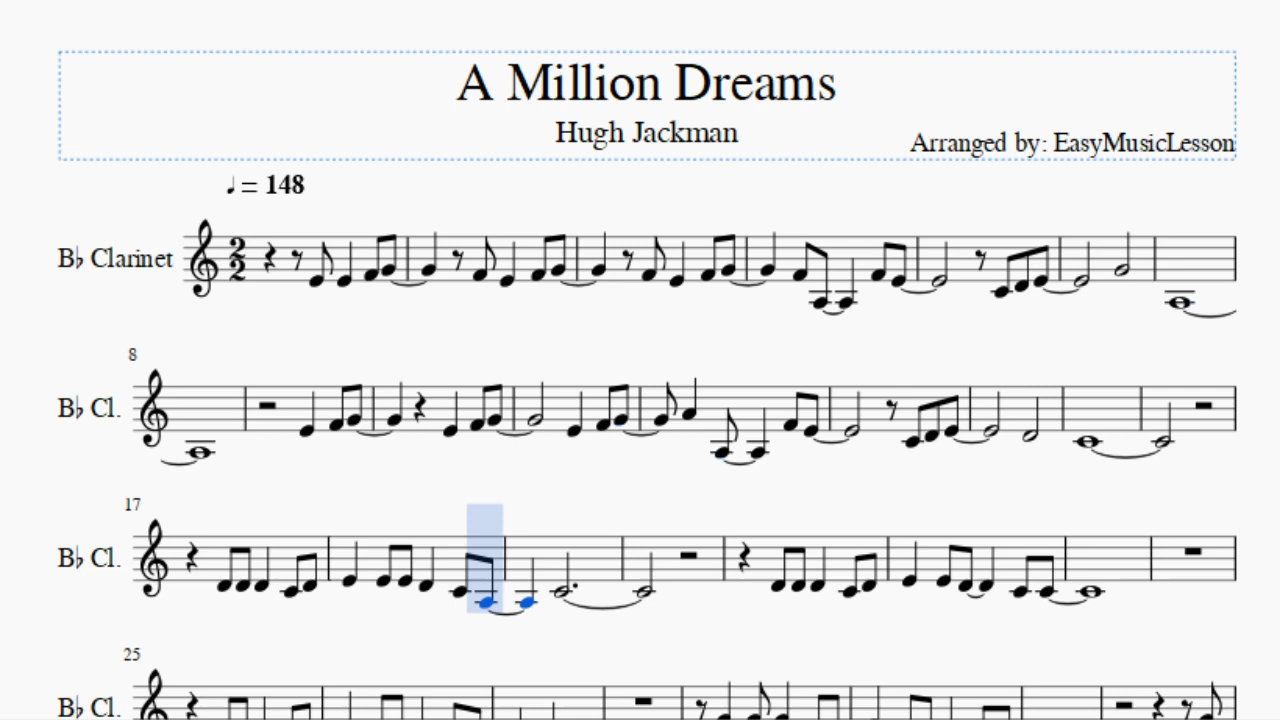 A Million Dreams
Hugh Jackman
Arranged by: EasyMusicLesson
♩ = 148
B♭ Clarinet
2
2
8
B♭ Cl.
17
B♭ Cl.
25
B♭ Cl.